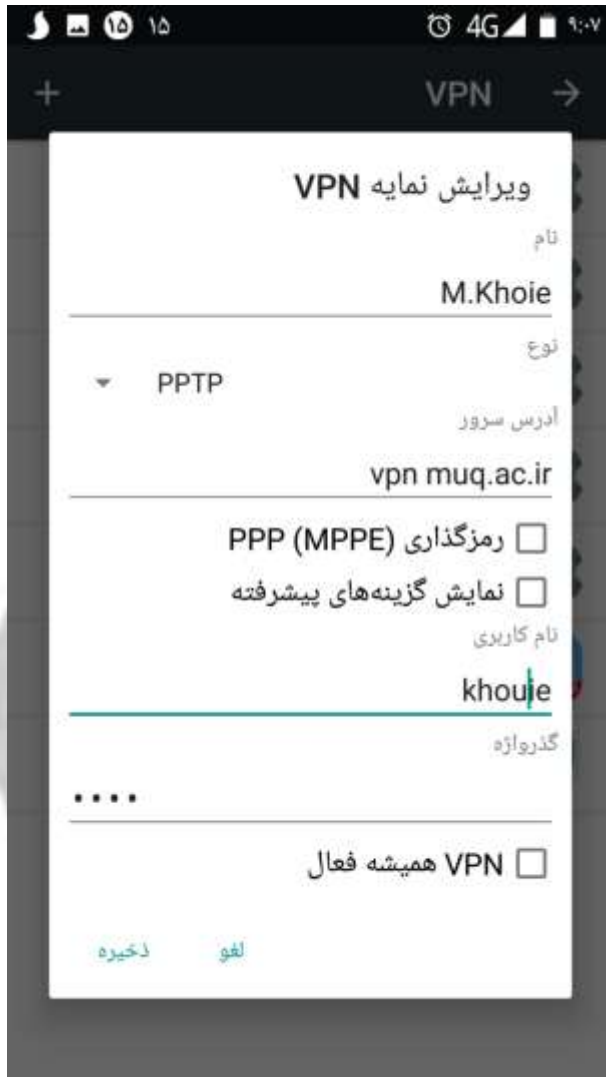 ۱۵ ۱۵ 4G ۹:۰۷
VPN
ویرایش نمایه VPN
نام
M.Khoie
نوع
PPTP
آدرس سرور
vpn muq.ac.ir
رمزگذاری PPP (MPPE)
نمایش گزینه‌های پیشرفته
نام کاربری
khouie
گذرواژه
....
VPN همیشه فعال
لغو ذخیره